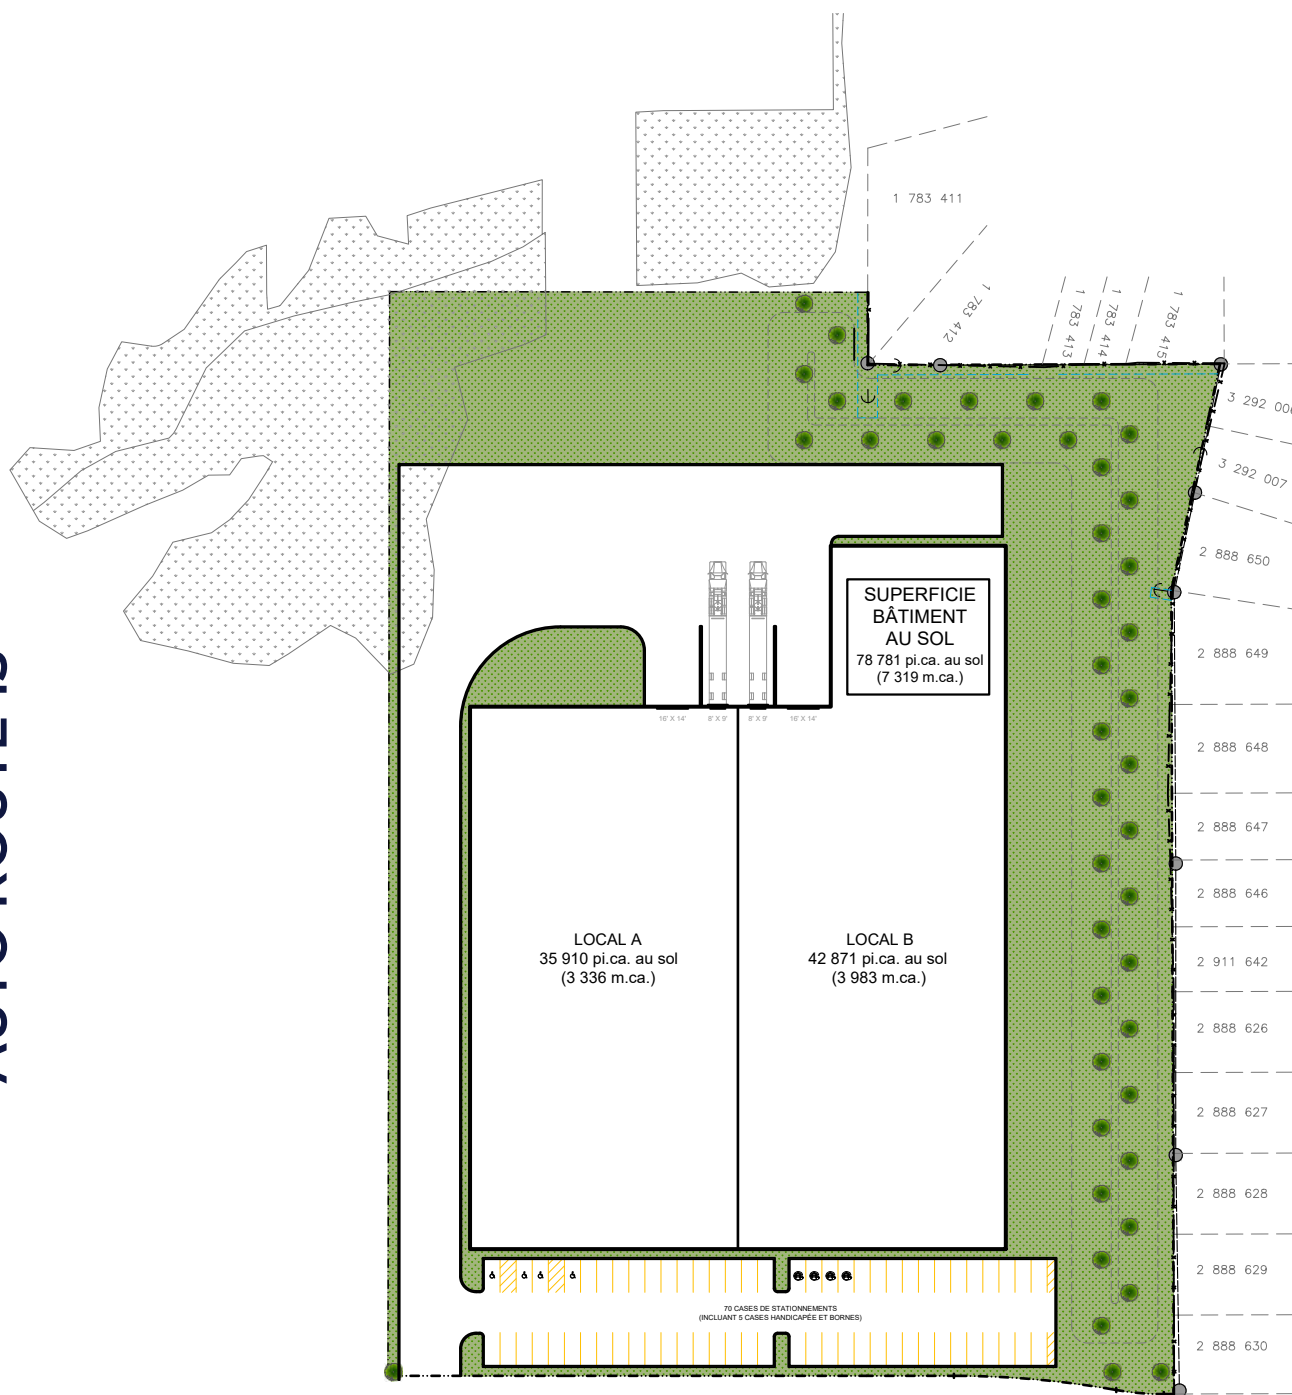 1 783 411
1 783 412
1 783 413
1 783 414
1 783 415
3 292 006
3 292 007
2 888 650
SUPERFICIE
BÂTIMENT
AU SOL
78 781 pi.ca. au sol
(7 319 m.ca.)
2 888 649
16' X 14'
8' X 9'
8' X 9'
16' X 14'
2 888 648
2 888 647
2 888 646
LOCAL A
35 910 pi.ca. au sol
(3 336 m.ca.)
LOCAL B
42 871 pi.ca. au sol
(3 983 m.ca.)
2 911 642
2 888 626
2 888 627
2 888 628
2 888 629
70 CASES DE STATIONNEMENTS
(INCLUANT 5 CASES HANDICAPÉE ET BORNES)
2 888 630